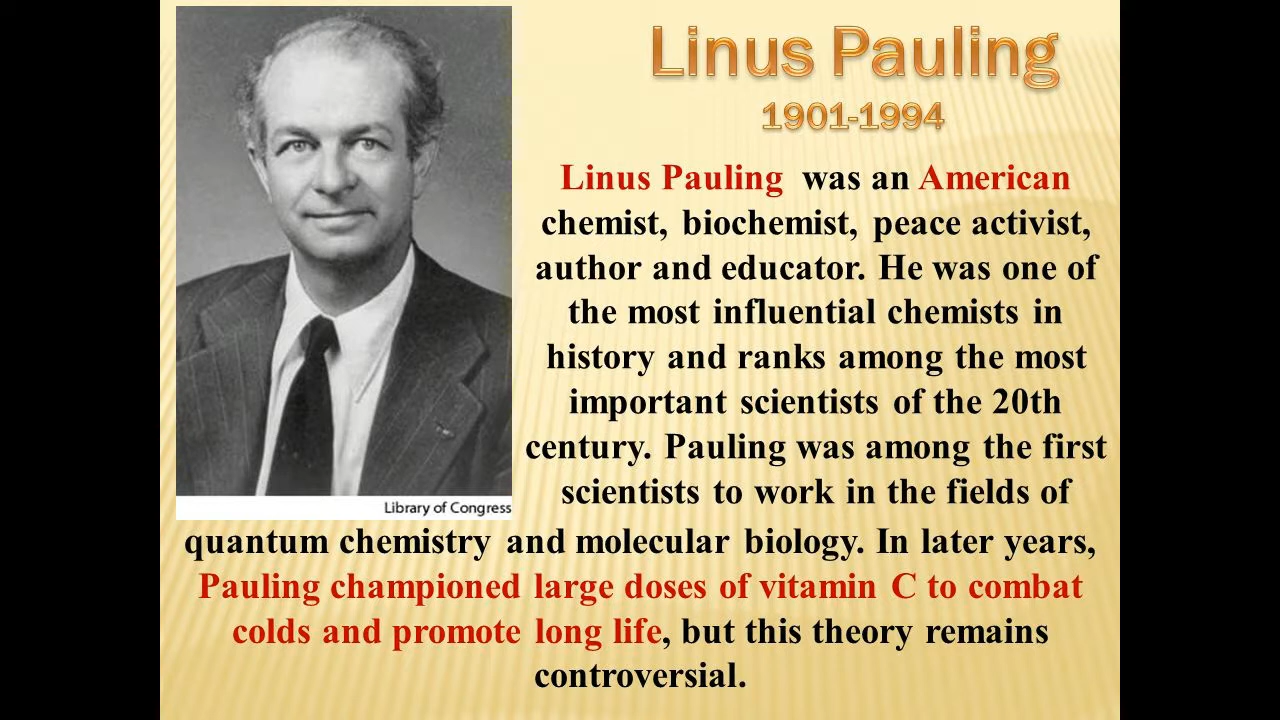 Linus Pauling
1901-1994
Linus Pauling was an American
chemist, biochemist, peace activist,
author and educator. He was one of
the most influential chemists in
history and ranks among the most
important scientists of the 20th
century. Pauling was among the first
scientists to work in the fields of
Library of Congress
quantum chemistry and molecular biology. In later years,
Pauling championed large doses of vitamin C to combat
colds and promote long life, but this theory remains
controversial.